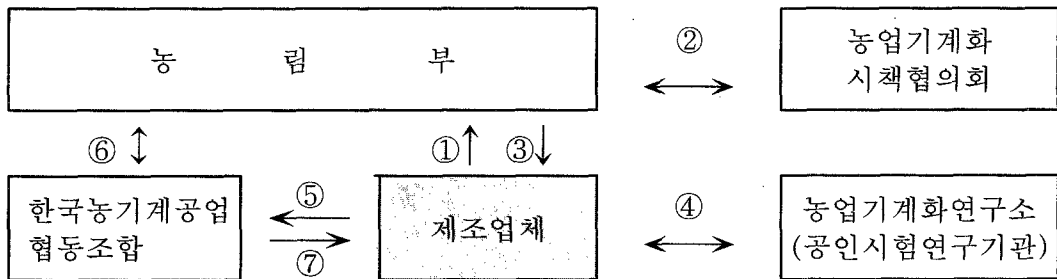 농 림 부
②
농업기계화
시책협의회
⑥
①
③
한국농기계공업
협동조합
⑤
⑦
제조업체
④
농업기계화연구소
(공인시험연구기관)